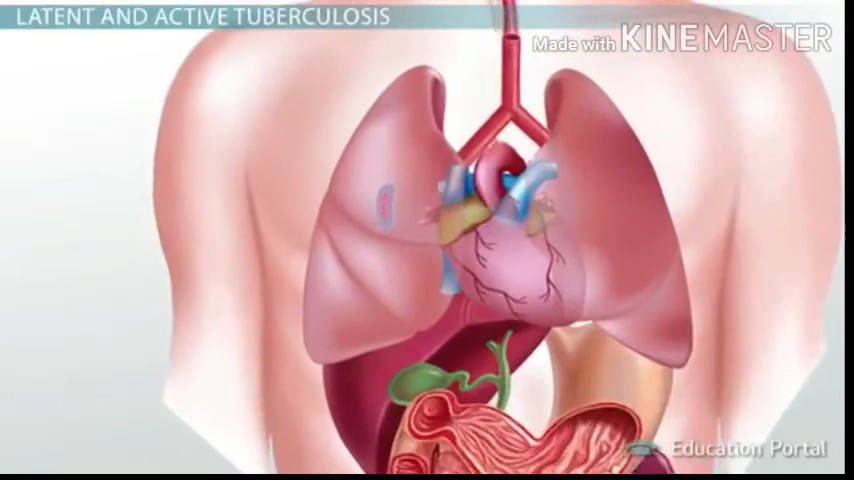 LATENT AND ACTIVE TUBERCULOSIS
Made with KINEMASTER
Education Portal